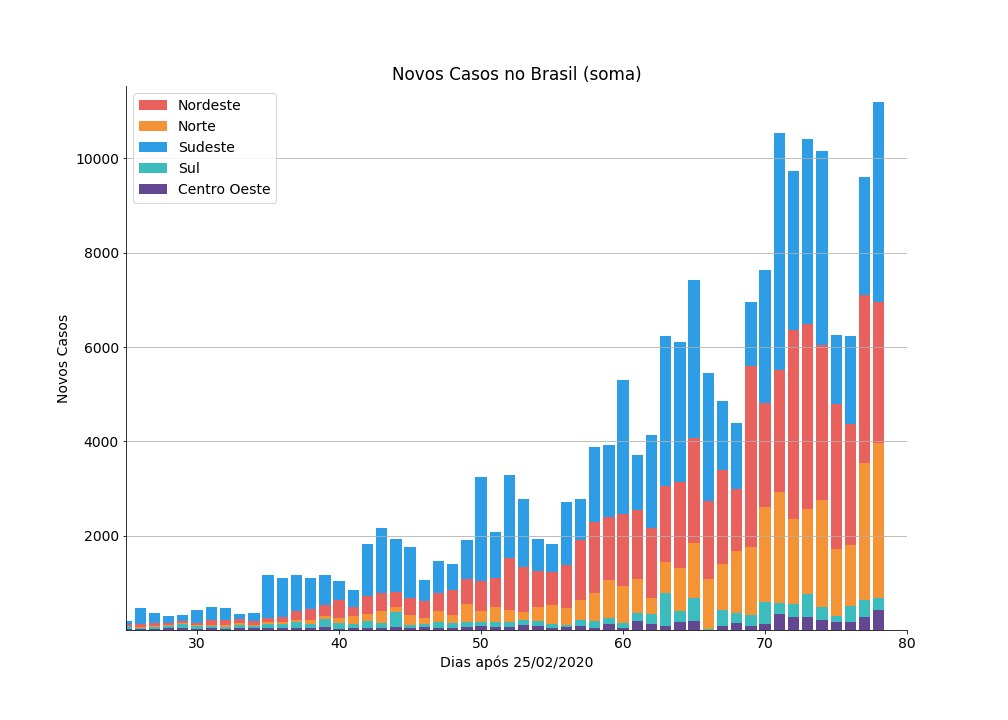 Novos Casos no Brasil (soma)
Nordeste
Norte
Sudeste
Sul
Centro Oeste
10000
8000
6000
4000
2000
Novos Casos
30 40 50 60 70 80
Dias após 25/02/2020